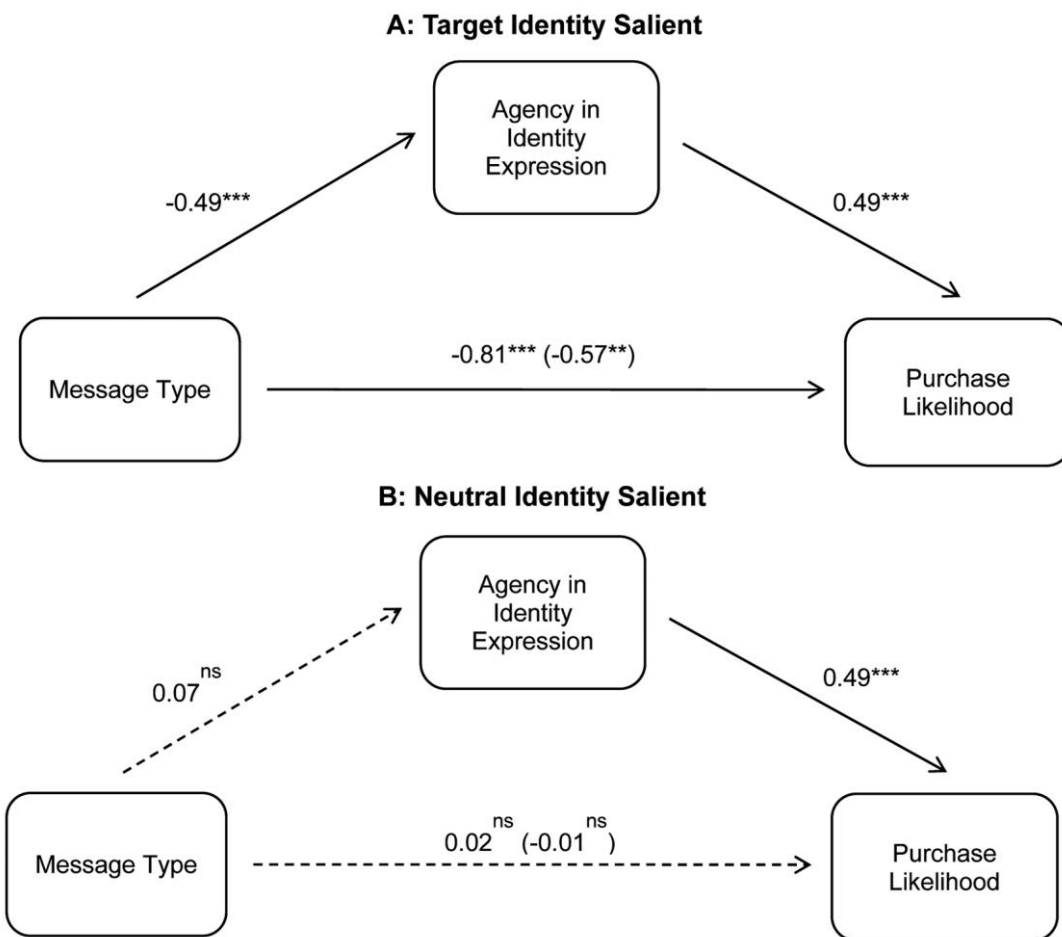 A: Target Identity Salient
Agency in
Identity
Expression
-0.49***
0.49***
Message Type
-0.81*** (-0.57**)
Purchase
Likelihood
B: Neutral Identity Salient
Agency in
Identity
Expression
0.07ns
0.49***
Message Type
0.02ns (-0.01ns)
Purchase
Likelihood